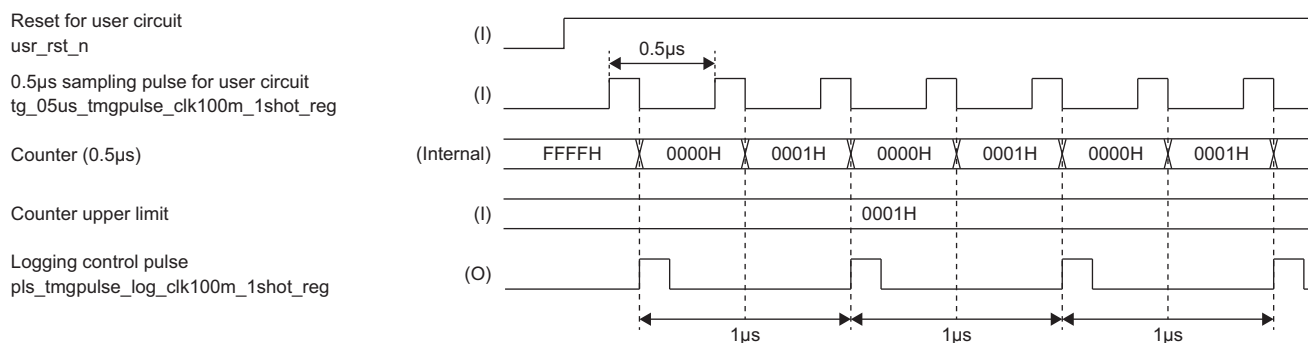 Reset for user circuit
usr_rst_n
(I)
0.5µs
0.5µs sampling pulse for user circuit
tg_05us_tmgpulse_clk100m_1shot_reg
(I)
Counter (0.5µs)
(Internal)
FFFFH 0000H 0001H 0000H 0001H 0000H 0001H
Counter upper limit
(I)
0001H
Logging control pulse
pls_tmgpulse_log_clk100m_1shot_reg
(O)
1µs 1µs 1µs